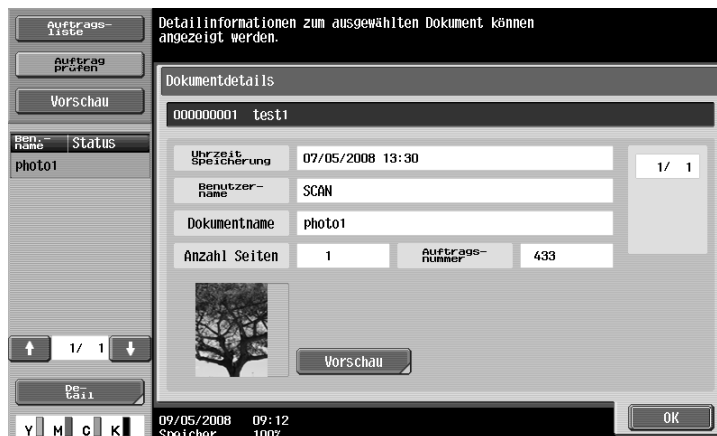 Auftrags-
liste
Auftrag
prüfen
Vorschau
Ben.-
name Status
photo1
1/ 1
De-
tail
Y M C K
Detailinformationen zum ausgewählten Dokument können
angezeigt werden.
Dokumentdetails
000000001 test1
Uhrzeit
Speicherung 07/05/2008 13:30
1/ 1
Benutzer-
name SCAN
Dokumentname photo1
Anzahl Seiten 1 Auftrags-
nummer 433
Vorschau
OK
09/05/2008 09:12
Speicher 100%